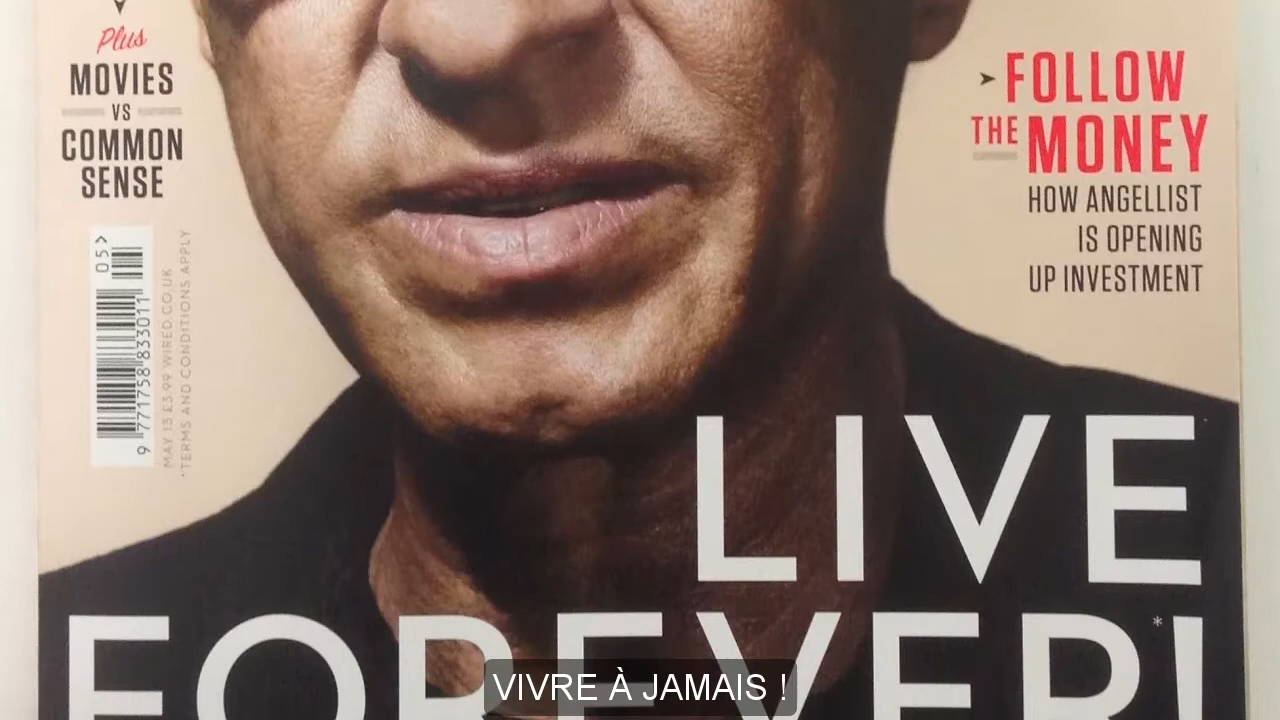 Plus
MOVIES
VS
COMMON
SENSE
05>
9 771758 833011
MAY 13 £3.99 WIRED.CO.UK
*TERMS AND CONDITIONS APPLY
FOLLOW
THE MONEY
HOW ANGELLIST
IS OPENING
UP INVESTMENT
LIVE
FOREVER*!
VIVRE À JAMAIS !